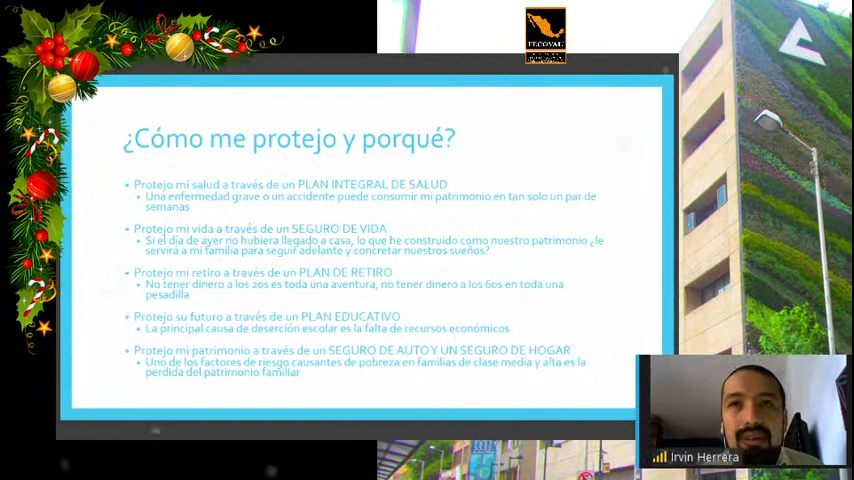 FECOVAL
¿Cómo me protejo y porqué?
Protejo mi salud a través de un PLAN INTEGRAL DE SALUD
Una enfermedad grave o un accidente puede consumir mi patrimonio en tan solo un par de
semanas
Protejo mi vida a través de un SEGURO DE VIDA
Si el día de ayer no hubiera llegado a casa, lo que he construido como nuestro patrimonio ¿le
servirá a mi familia para seguir adelante y concretar nuestros sueños?
Protejo mi retiro a través de un PLAN DE RETIRO
No tener dinero a los 20s es toda una aventura, no tener dinero a los 60s en toda una
pesadilla
Protejo su futuro a través de un PLAN EDUCATIVO
La principal causa de deserción escolar es la falta de recursos económicos
Protejo mi patrimonio a través de un SEGURO DE AUTO Y UN SEGURO DE HOGAR
Uno de los factores de riesgo causantes de pobreza en familias de clase media y alta es la
perdida del patrimonio familiar
Irvin Herrera